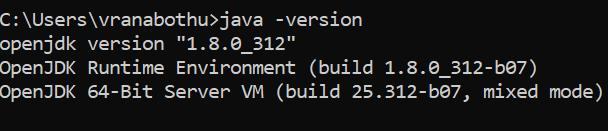 C:\Users\vranabothu>java -version
openjdk version "1.8.0_312"
OpenJDK Runtime Environment (build 1.8.0_312-b07)
OpenJDK 64-Bit Server VM (build 25.312-b07, mixed mode)